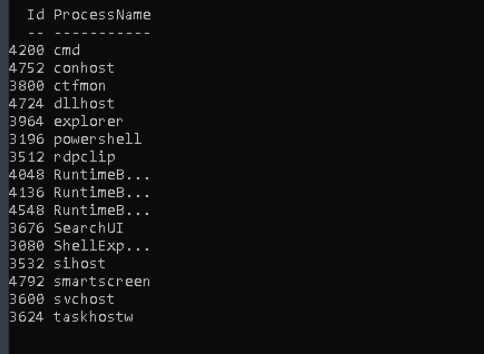 Id ProcessName
-- -----------
4200 cmd
4752 conhost
3800 ctfmon
4724 dllhost
3964 explorer
3196 powershell
3512 rdpclip
4048 RuntimeB...
4136 RuntimeB...
4548 RuntimeB...
3676 SearchUI
3080 ShellExp...
3532 sihost
4792 smartscreen
3600 svchost
3624 taskhostw